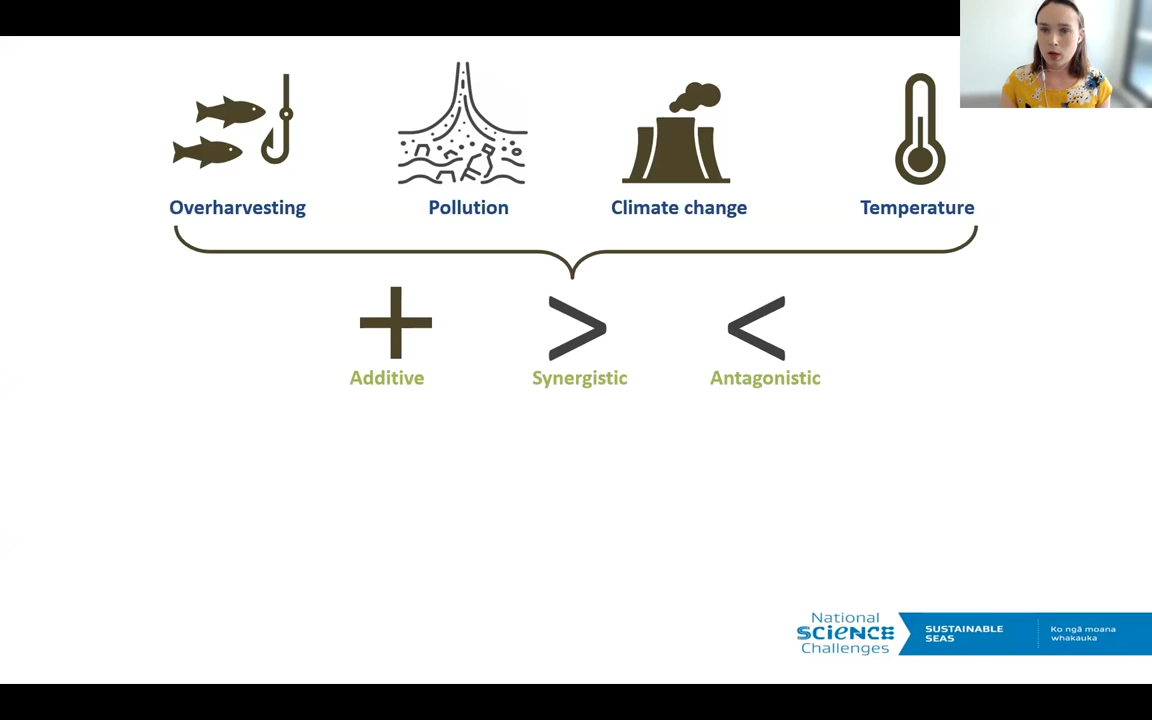 Overharvesting
Pollution
Climate change
Temperature
+
>
<
Additive
Synergistic
Antagonistic
National
SCIENCE
Challenges
SUSTAINABLE
SEAS
Ko ngā moana
whakauka